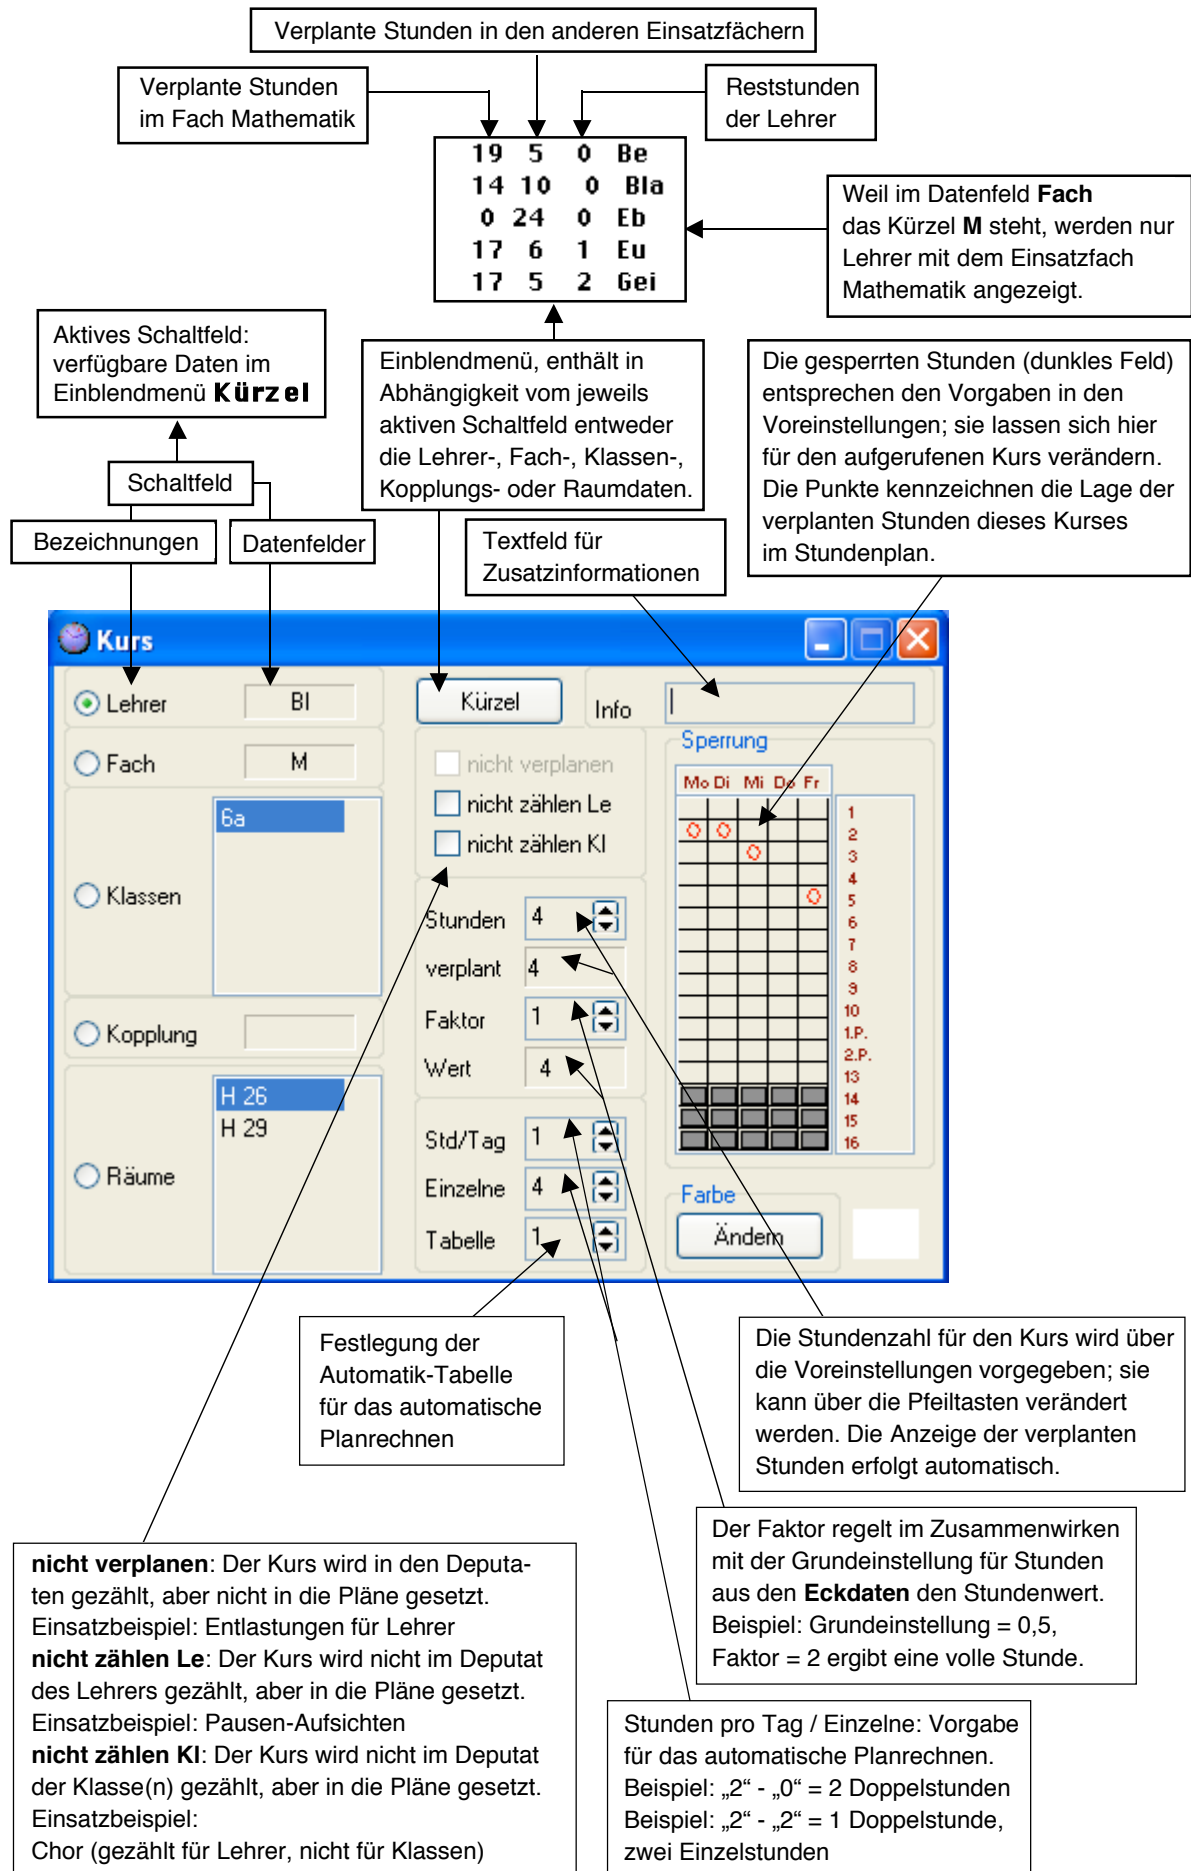 Verplante Stunden in den anderen Einsatzfächern
Verplante Stunden
im Fach Mathematik
Reststunden
der Lehrer
19 5 0 Be
14 10 0 Bla
0 24 0 Eb
17 6 1 Eu
17 5 2 Gei
Weil im Datenfeld Fach
das Kürzel M steht, werden nur
Lehrer mit dem Einsatzfach
Mathematik angezeigt.
Aktives Schaltfeld:
verfügbare Daten im
Einblendmenü Kürzel
Einblendmenü, enthält in
Abhängigkeit vom jeweils
aktiven Schaltfeld entweder
die Lehrer-, Fach-, Klassen-,
Kopplungs- oder Raumdaten.
Die gesperrten Stunden (dunkles Feld)
entsprechen den Vorgaben in den
Voreinstellungen; sie lassen sich hier
für den aufgerufenen Kurs verändern.
Die Punkte kennzeichnen die Lage der
verplanten Stunden dieses Kurses
im Stundenplan.
Schaltfeld
Bezeichnungen
Datenfelder
Textfeld für
Zusatzinformationen
Kurs
Lehrer Bl
Fach M
Klassen
6a
Kopplung
Räume
H 26
H 29
Kürzel
Info
nicht verplanen
nicht zählen Le
nicht zählen Kl
Stunden 4
verplant 4
Faktor 1
Wert 4
Std/Tag 1
Einzelne 4
Tabelle 1
Sperrung
Mo Di Mi Do Fr
1
2
3
4
5
6
7
8
9
10
1.P.
2.P.
13
14
15
16
Farbe
Ändern
Festlegung der
Automatik-Tabelle
für das automatische
Planrechnen
Die Stundenzahl für den Kurs wird über
die Voreinstellungen vorgegeben; sie
kann über die Pfeiltasten verändert
werden. Die Anzeige der verplanten
Stunden erfolgt automatisch.
Der Faktor regelt im Zusammenwirken
mit der Grundeinstellung für Stunden
aus den Eckdaten den Stundenwert.
Beispiel: Grundeinstellung = 0,5,
Faktor = 2 ergibt eine volle Stunde.
nicht verplanen: Der Kurs wird in den Deputa-
ten gezählt, aber nicht in die Pläne gesetzt.
Einsatzbeispiel: Entlastungen für Lehrer
nicht zählen Le: Der Kurs wird nicht im Deputat
des Lehrers gezählt, aber in die Pläne gesetzt.
Einsatzbeispiel: Pausen-Aufsichten
nicht zählen Kl: Der Kurs wird nicht im Deputat
der Klasse(n) gezählt, aber in die Pläne gesetzt.
Einsatzbeispiel:
Chor (gezählt für Lehrer, nicht für Klassen)
Stunden pro Tag / Einzelne: Vorgabe
für das automatische Planrechnen.
Beispiel: „2“ - „0“ = 2 Doppelstunden
Beispiel: „2“ - „2“ = 1 Doppelstunde,
zwei Einzelstunden